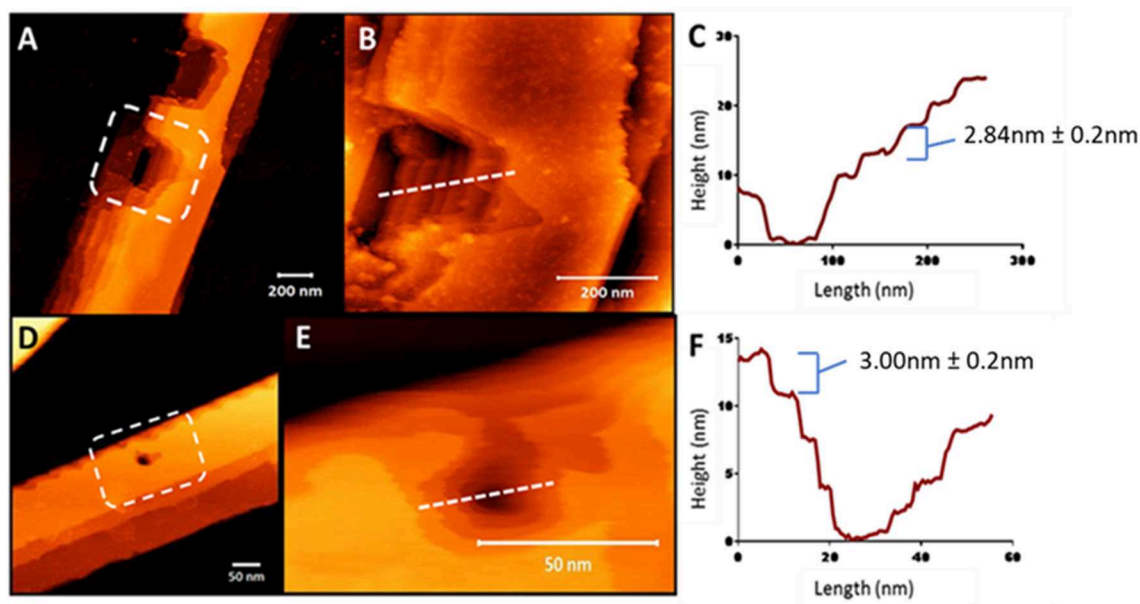 A
200 nm
B
200 nm
C
30
20
10
0
Height (nm)
0 100 200 300
Length (nm)
2.84nm ± 0.2nm
D
50 nm
E
50 nm
F
15
10
5
0
Height (nm)
0 20 40 60
Length (nm)
3.00nm ± 0.2nm